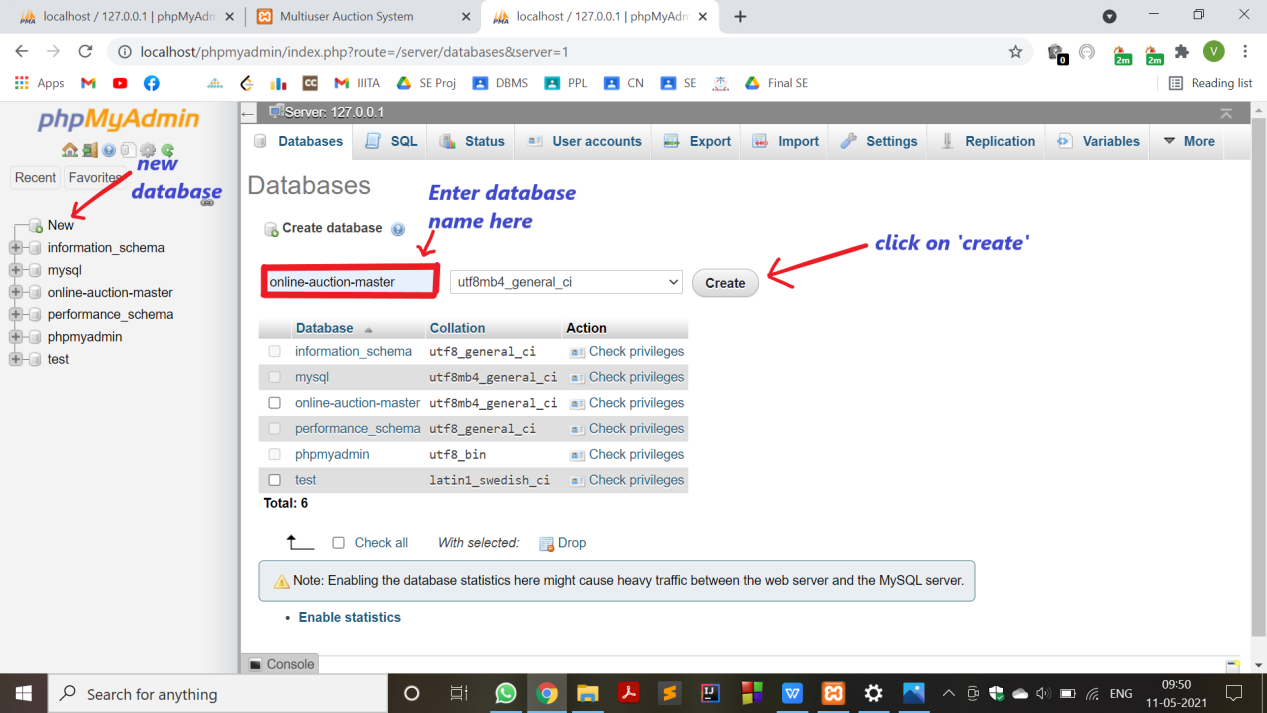 localhost / 127.0.0.1 | phpMyAdm
Multiuser Auction System
localhost / 127.0.0.1 | phpMyAdm
localhost/phpmyadmin/index.php?route=/server/databases&server=1
0
2m
2m
V
Apps
CC
IIITA
SE Proj
DBMS
PPL
CN
SE
Final SE
Reading list
phpMyAdmin
Recent
Favorites
new
database
New
information_schema
mysql
online-auction-master
performance_schema
phpmyadmin
test
Server: 127.0.0.1
Databases
SQL
Status
User accounts
Export
Import
Settings
Replication
Variables
More
Databases
Enter database
name here
Create database
click on 'create'
online-auction-master
utf8mb4_general_ci
Create
Database Collation Action
information_schema utf8_general_ci Check privileges
mysql utf8mb4_general_ci Check privileges
online-auction-master utf8mb4_general_ci Check privileges
performance_schema utf8_general_ci Check privileges
phpmyadmin utf8_bin Check privileges
test latin1_swedish_ci Check privileges
Total: 6
Check all With selected: Drop
Note: Enabling the database statistics here might cause heavy traffic between the web server and the MySQL server.
• Enable statistics
Console
Search for anything
ENG
09:50
11-05-2021